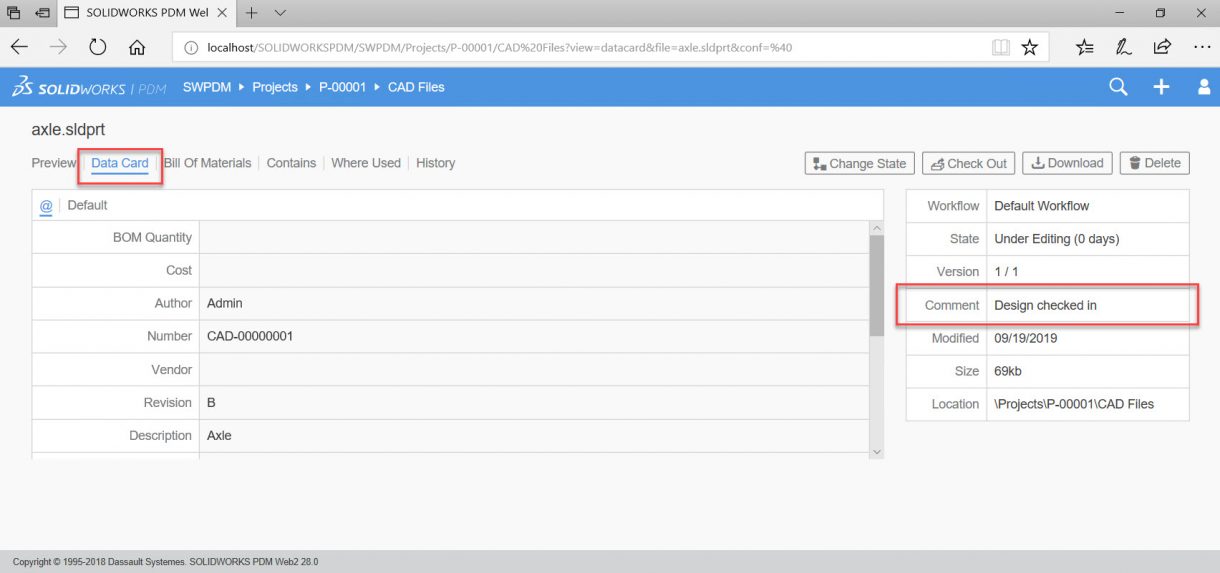 SOLIDWORKS PDM Wel
localhost/SOLIDWORKSPDM/SWPDM/Projects/P-00001/CAD%20Files?view=datacard&file=axle.sldprt&conf=%40
SOLIDWORKS | PDM SWPDM Projects P-00001 CAD Files
axle.sldprt
Preview Data Card Bill Of Materials Contains Where Used History Change State Check Out Download Delete
@ Default
BOM Quantity
Cost
Author Admin
Number CAD-00000001
Vendor
Revision B
Description Axle
Workflow Default Workflow
State Under Editing (0 days)
Version 1 / 1
Comment Design checked in
Modified 09/19/2019
Size 69kb
Location \Projects\P-00001\CAD Files
Copyright © 1995-2018 Dassault Systemes. SOLIDWORKS PDM Web2 28.0